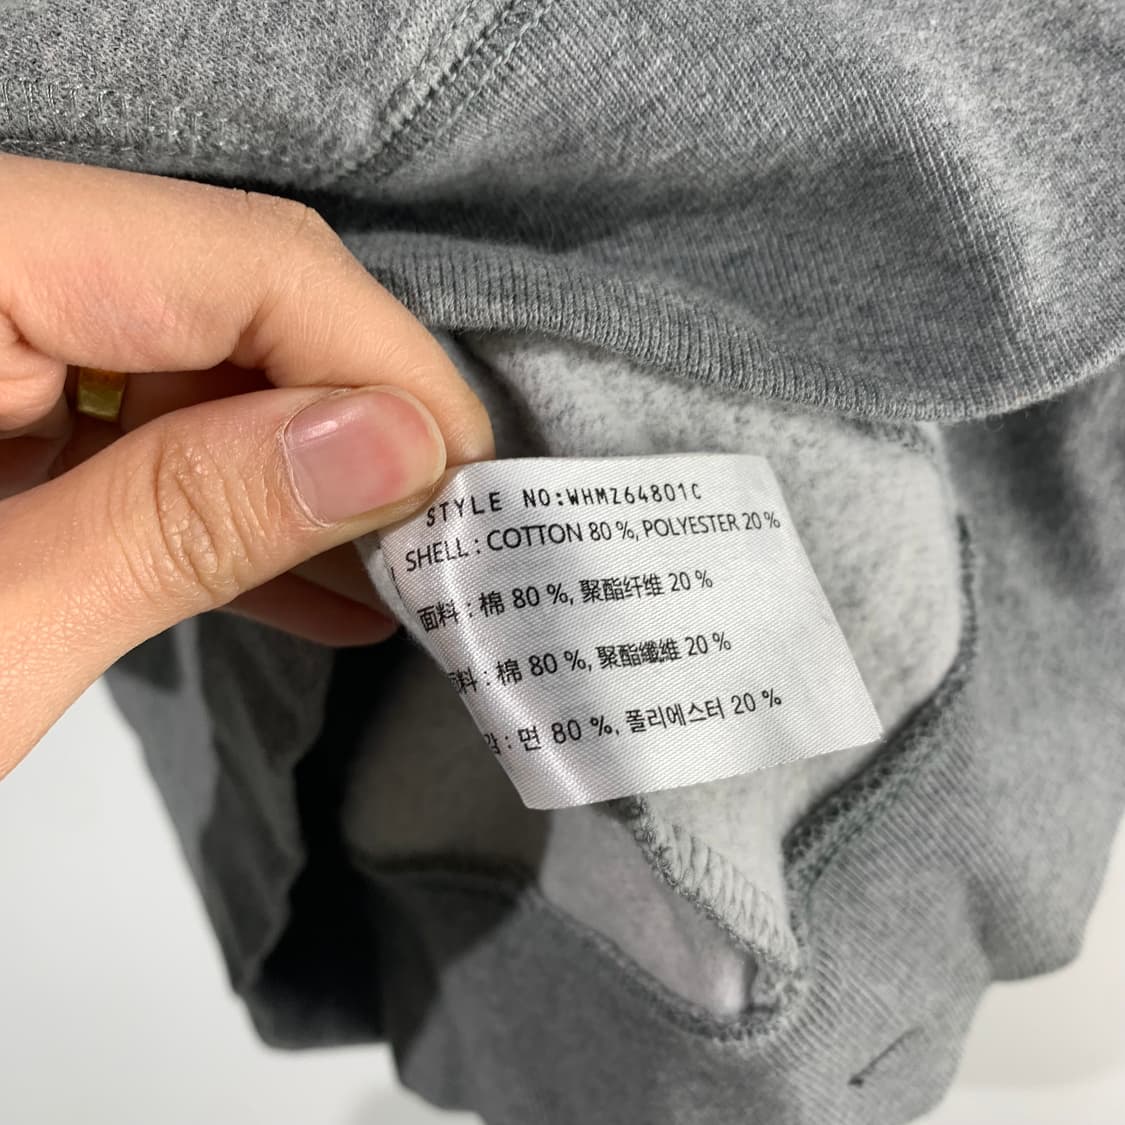 STYLE NO:WHMZ64801C
SHELL : COTTON 80 %, POLYESTER 20 %
面料 : 棉 80 %, 聚酯纤维 20 %
料 : 棉 80 %, 聚酯纖維 20 %
: 면 80 %, 폴리에스터 20 %